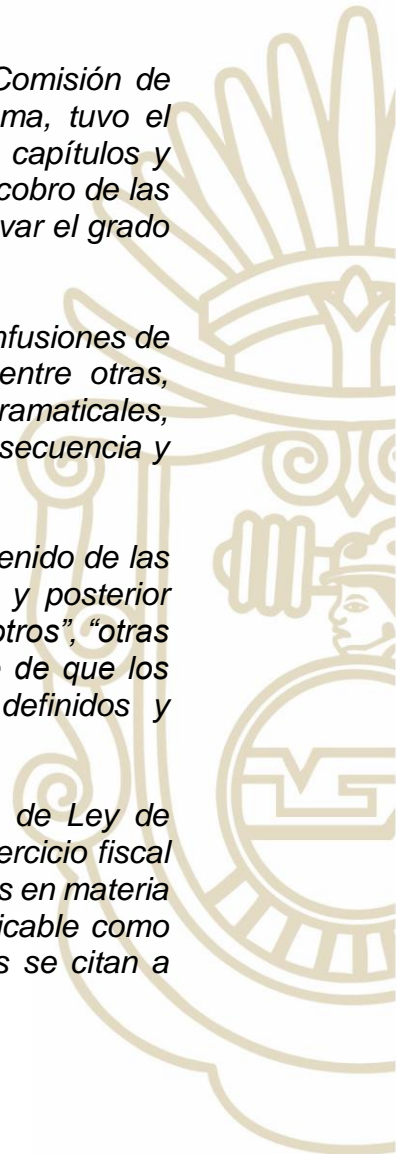 Comisión de
ma, tuvo el
capítulos y
cobro de las
var el grado
nfusiones de
entre otras,
ramaticales,
secuencia y
enido de las
y posterior
otros”, “otras
de que los
definidos y
de Ley de
ercicio fiscal
s en materia
icable como
s se citan a